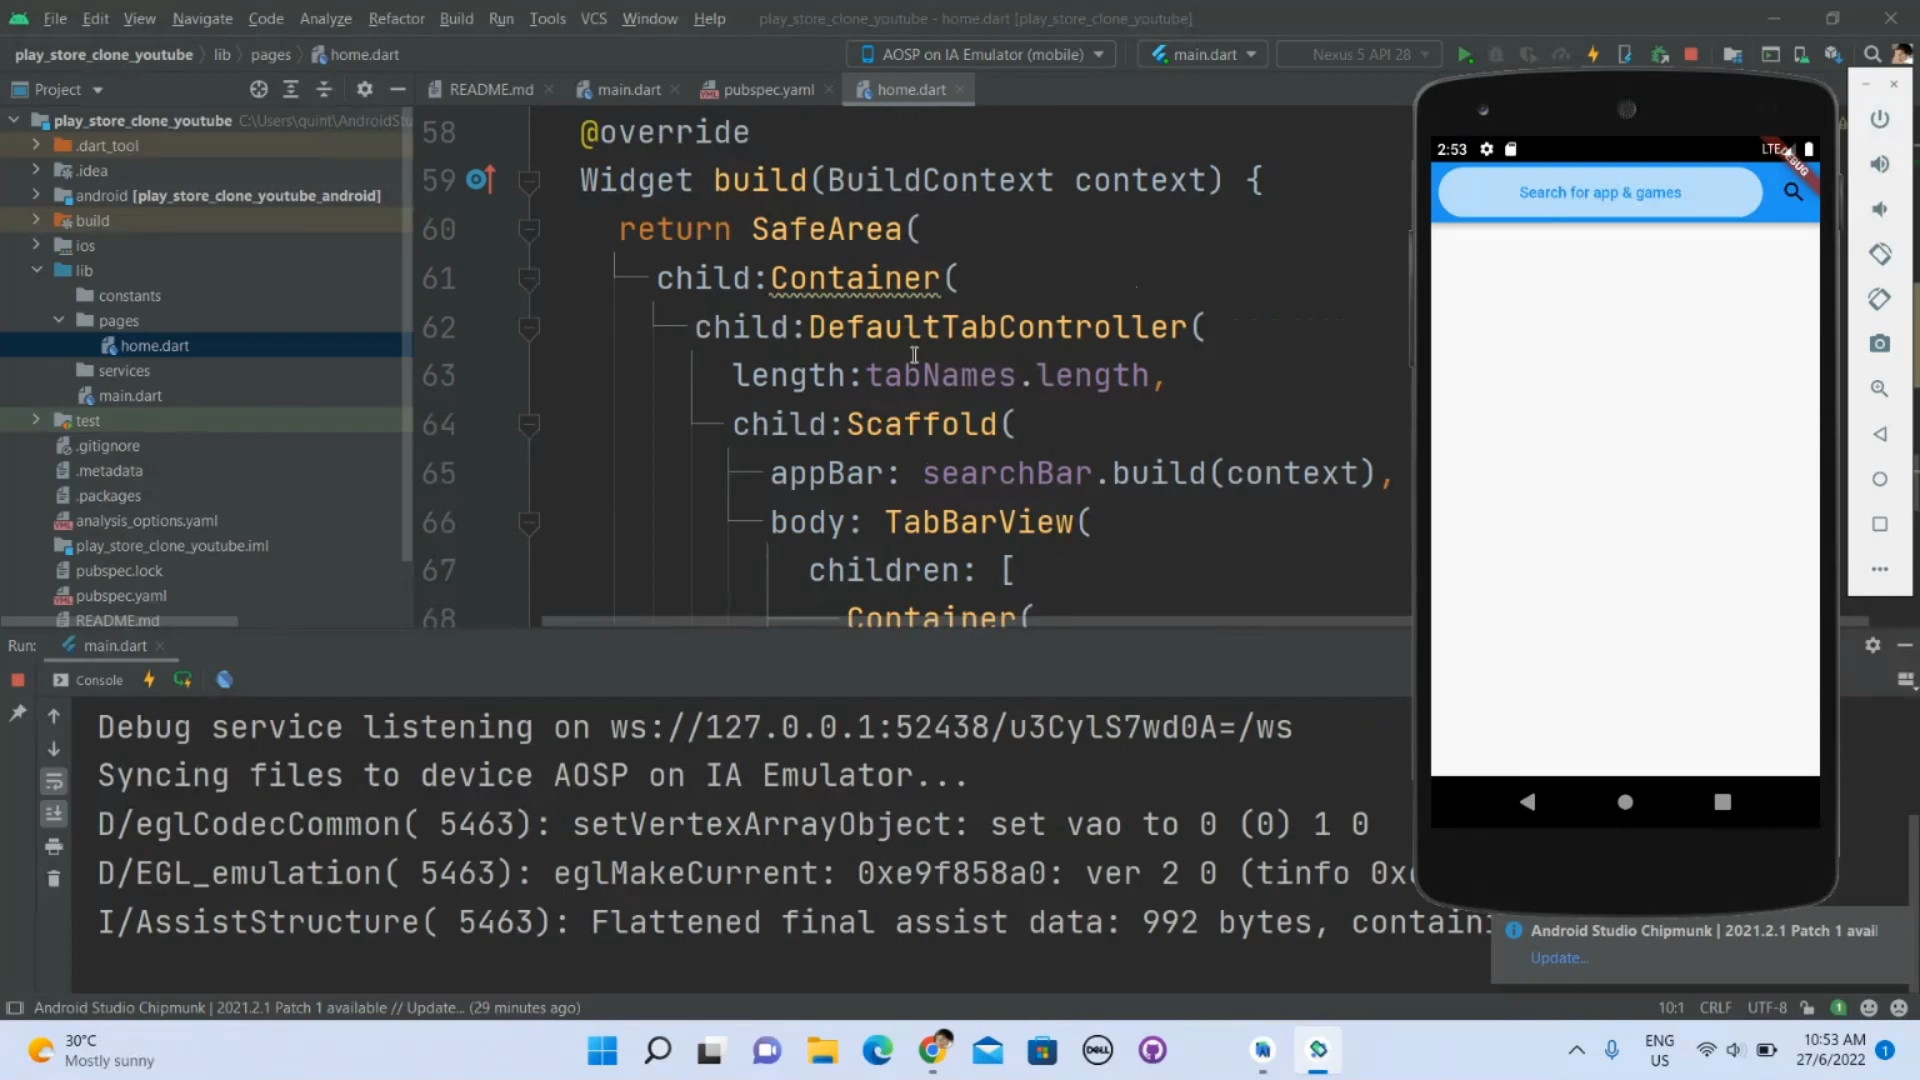 File Edit View Navigate Code Analyze Refactor Build Run Tools VCS Window Help play_store_clone_youtube - home.dart [play_store_clone_youtube]
play_store_clone_youtube lib pages home.dart AOSP on IA Emulator (mobile) main.dart Nexus 5 API 28
Project README.md main.dart pubspec.yaml home.dart
play_store_clone_youtube C:\Users\quint\AndroidStu
.dart_tool
.idea
android [play_store_clone_youtube_android]
build
ios
lib
constants
pages
home.dart
services
main.dart
test
.gitignore
.metadata
.packages
analysis_options.yaml
play_store_clone_youtube.iml
pubspec.lock
pubspec.yaml
README.md
58 @override
59 Widget build(BuildContext context) {
60 return SafeArea(
61 child:Container(
62 child:DefaultTabController(
63 length:tabNames.length,
64 child:Scaffold(
65 appBar: searchBar.build(context),
66 body: TabBarView(
67 children: [
68 Container(
2:53 LTE DEBUG
Search for app & games
Run: main.dart
Console
Debug service listening on ws://127.0.0.1:52438/u3CylS7wd0A=/ws
Syncing files to device AOSP on IA Emulator...
D/eglCodecCommon( 5463): setVertexArrayObject: set vao to 0 (0) 1 0
D/EGL_emulation( 5463): eglMakeCurrent: 0xe9f858a0: ver 2 0 (tinfo 0x
I/AssistStructure( 5463): Flattened final assist data: 992 bytes, contain
Android Studio Chipmunk | 2021.2.1 Patch 1 avail
Update...
Android Studio Chipmunk | 2021.2.1 Patch 1 available // Update... (29 minutes ago) 10:1 CRLF UTF-8 1
30°C
Mostly sunny
DELL
ENG
US
10:53 AM
27/6/2022
1